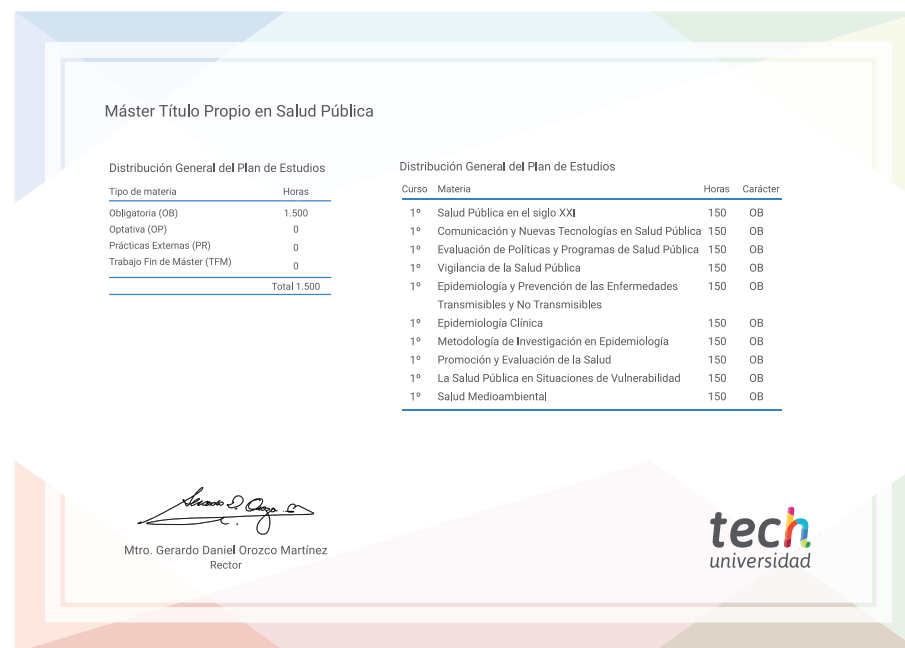 Máster Título Propio en Salud Pública
Distribución General del Plan de Estudios
Tipo de materia Horas
Obligatoria (OB) 1.500
Optativa (OP) 0
Prácticas Externas (PR) 0
Trabajo Fin de Máster (TFM) 0
Total 1.500
Distribución General del Plan de Estudios
Curso Materia Horas Carácter
1º Salud Pública en el siglo XXI 150 OB
1º Comunicación y Nuevas Tecnologías en Salud Pública 150 OB
1º Evaluación de Políticas y Programas de Salud Pública 150 OB
1º Vigilancia de la Salud Pública 150 OB
1º Epidemiología y Prevención de las Enfermedades 150 OB
Transmisibles y No Transmisibles
1º Epidemiología Clínica 150 OB
1º Metodología de Investigación en Epidemiología 150 OB
1º Promoción y Evaluación de la Salud 150 OB
1º La Salud Pública en Situaciones de Vulnerabilidad 150 OB
1º Salud Medioambiental 150 OB
Mtro. Gerardo Daniel Orozco Martínez
Rector
tech
universidad